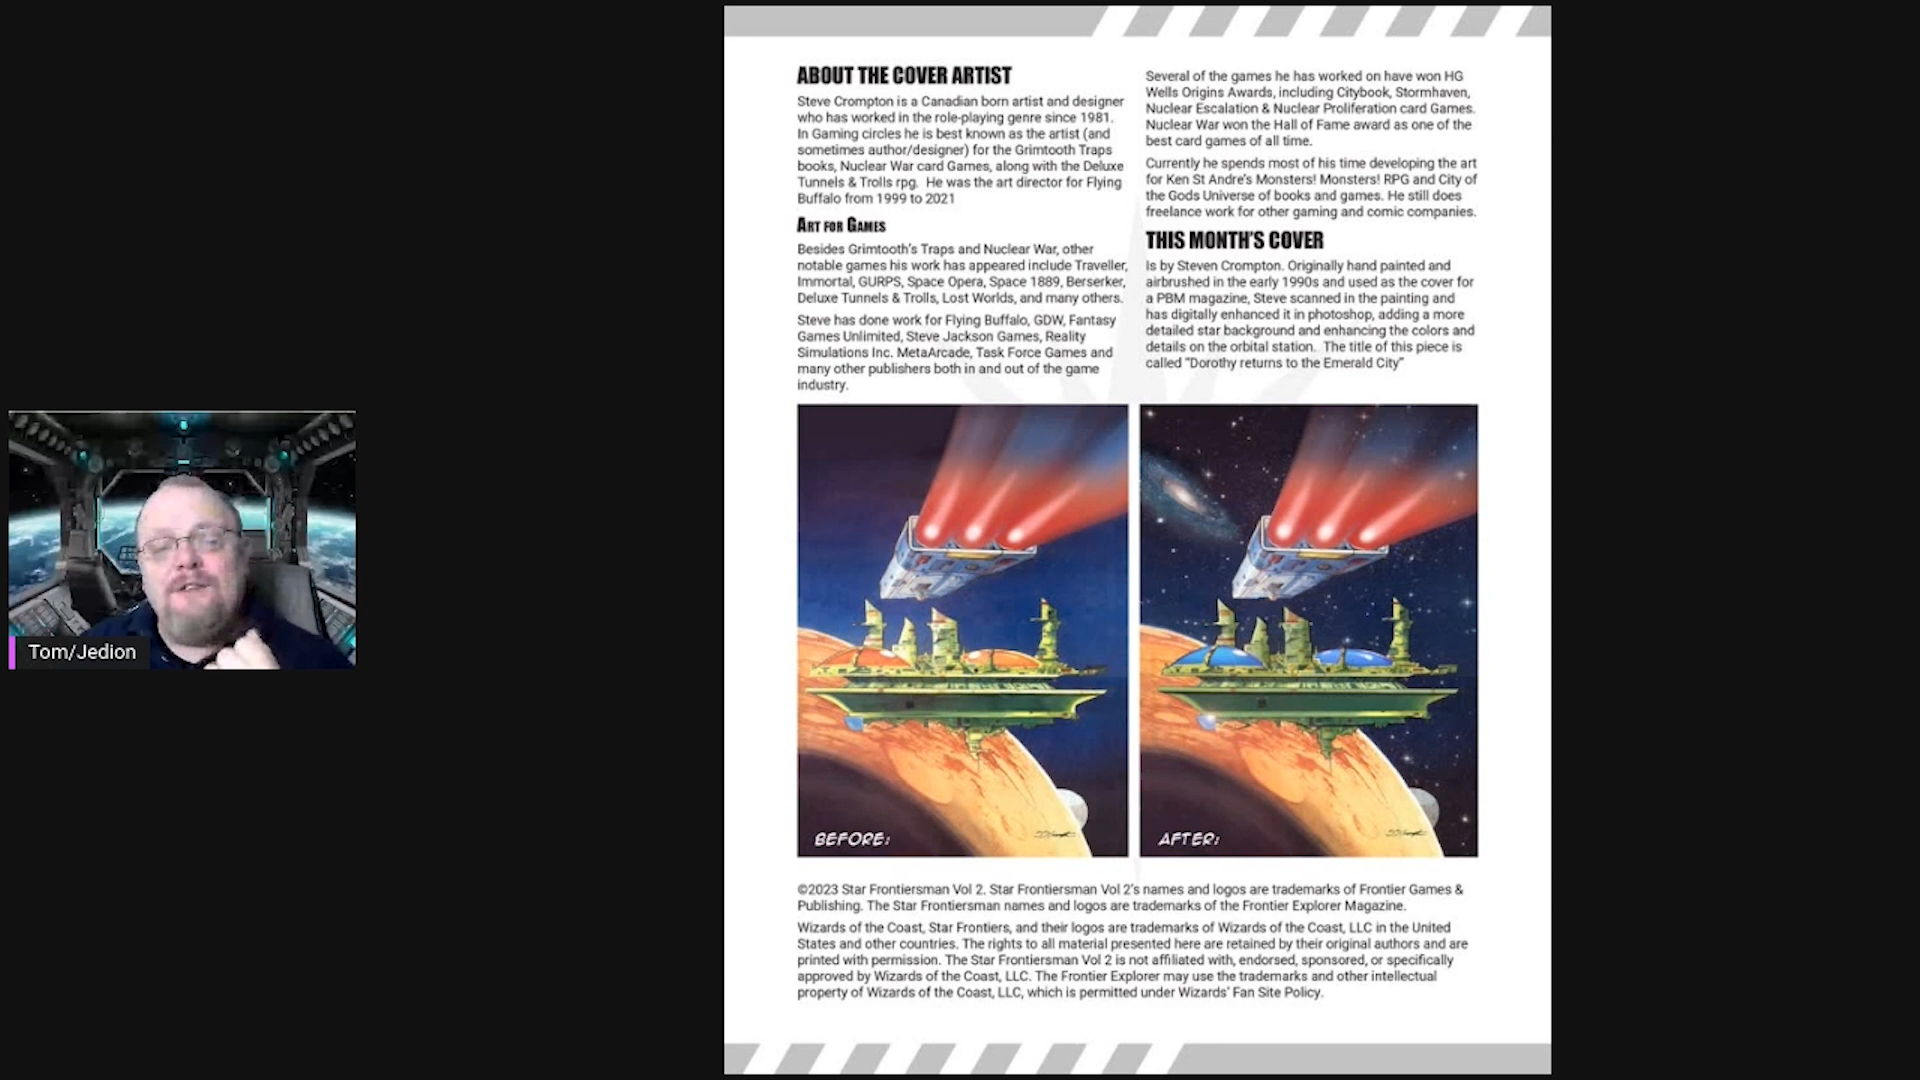 ABOUT THE COVER ARTIST
Steve Crompton is a Canadian born artist and designer
who has worked in the role-playing genre since 1981.
In Gaming circles he is best known as the artist (and
sometimes author/designer) for the Grimtooth Traps
books, Nuclear War card Games, along with the Deluxe
Tunnels & Trolls rpg. He was the art director for Flying
Buffalo from 1999 to 2021
ART FOR GAMES
Besides Grimtooth's Traps and Nuclear War, other
notable games his work has appeared include Traveller,
Immortal, GURPS, Space Opera, Space 1889, Berserker,
Deluxe Tunnels & Trolls, Lost Worlds, and many others.
Steve has done work for Flying Buffalo, GDW, Fantasy
Games Unlimited, Steve Jackson Games, Reality
Simulations Inc. MetaArcade, Task Force Games and
many other publishers both in and out of the game
industry.
Several of the games he has worked on have won HG
Wells Origins Awards, including Citybook, Stormhaven,
Nuclear Escalation & Nuclear Proliferation card Games.
Nuclear War won the Hall of Fame award as one of the
best card games of all time.
Currently he spends most of his time developing the art
for Ken St Andre's Monsters! Monsters! RPG and City of
the Gods Universe of books and games. He still does
freelance work for other gaming and comic companies.
THIS MONTH'S COVER
Is by Steven Crompton. Originally hand painted and
airbrushed in the early 1990s and used as the cover for
a PBM magazine, Steve scanned in the painting and
has digitally enhanced it in photoshop, adding a more
detailed star background and enhancing the colors and
details on the orbital station. The title of this piece is
called "Dorothy returns to the Emerald City"
BEFORE:
AFTER:
©2023 Star Frontiersman Vol 2. Star Frontiersman Vol 2's names and logos are trademarks of Frontier Games &
Publishing. The Star Frontiersman names and logos are trademarks of the Frontier Explorer Magazine.
Wizards of the Coast, Star Frontiers, and their logos are trademarks of Wizards of the Coast, LLC in the United
States and other countries. The rights to all material presented here are retained by their original authors and are
printed with permission. The Star Frontiersman Vol 2 is not affiliated with, endorsed, sponsored, or specifically
approved by Wizards of the Coast, LLC. The Frontier Explorer may use the trademarks and other intellectual
property of Wizards of the Coast, LLC, which is permitted under Wizards' Fan Site Policy.
Tom/Jedion